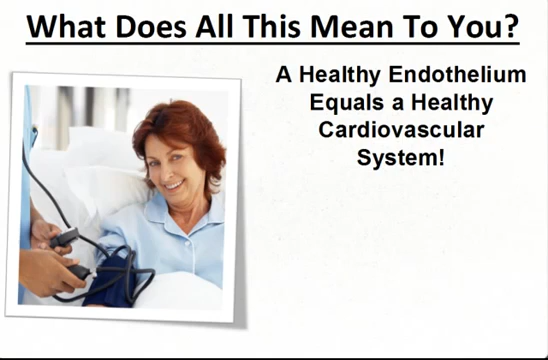 What Does All This Mean To You?
A Healthy Endothelium
Equals a Healthy
Cardiovascular
System!